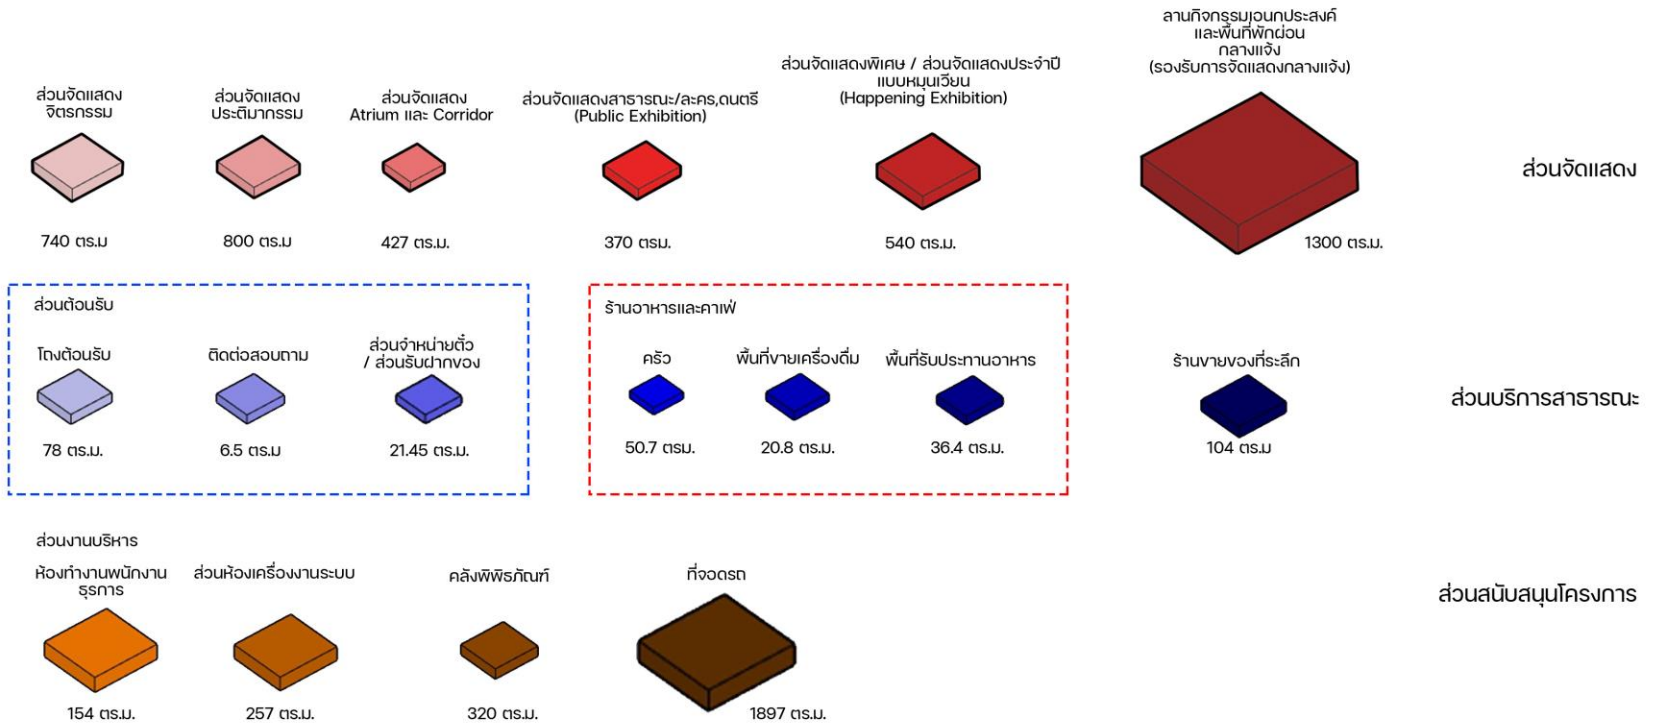 ส่วนจัดแสดง
จิตรกรรม
740 ตร.ม
ส่วนจัดแสดง
ประติมากรรม
800 ตร.ม
ส่วนจัดแสดง
Atrium และ Corridor
427 ตร.ม.
ส่วนจัดแสดงสาธารณะ/ละคร,ดนตรี
(Public Exhibition)
370 ตรม.
ส่วนจัดแสดงพิเศษ / ส่วนจัดแสดงประจำปี
แบบหมุนเวียน
(Happening Exhibition)
540 ตร.ม.
ลานกิจกรรมเอนกประสงค์
และพื้นที่พักผ่อน
กลางแจ้ง
(รองรับการจัดแสดงกลางแจ้ง)
1300 ตร.ม.
ส่วนจัดแสดง
ส่วนต้อนรับ
โถงต้อนรับ
78 ตร.ม.
ติดต่อสอบถาม
6.5 ตร.ม
ส่วนจำหน่ายตั๋ว
/ ส่วนรับฝากของ
21.45 ตร.ม.
ร้านอาหารและคาเฟ่
ครัว
50.7 ตรม.
พื้นที่ขายเครื่องดื่ม
20.8 ตร.ม.
พื้นที่รับประทานอาหาร
36.4 ตร.ม.
ร้านขายของที่ระลึก
104 ตร.ม
ส่วนบริการสาธารณะ
ส่วนงานบริหาร
ห้องทำงานพนักงาน
ธุรการ
154 ตร.ม.
ส่วนห้องเครื่องงานระบบ
257 ตร.ม.
คลังพิพิธภัณฑ์
320 ตร.ม.
ที่จอดรถ
1897 ตร.ม.
ส่วนสนับสนุนโครงการ